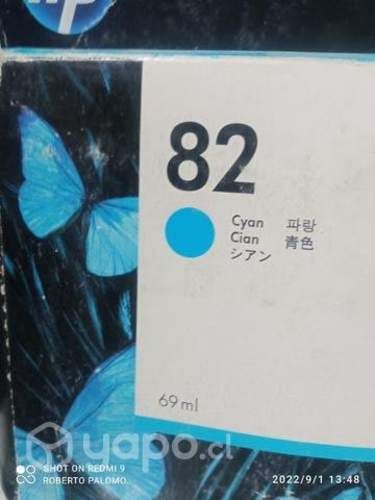 hp
82
Cyan 파랑
Cian 青色
シアン
69 ml
yapo.cl
SHOT ON REDMI 9
ROBERTO PALOMO.
2022/9/1 13:48